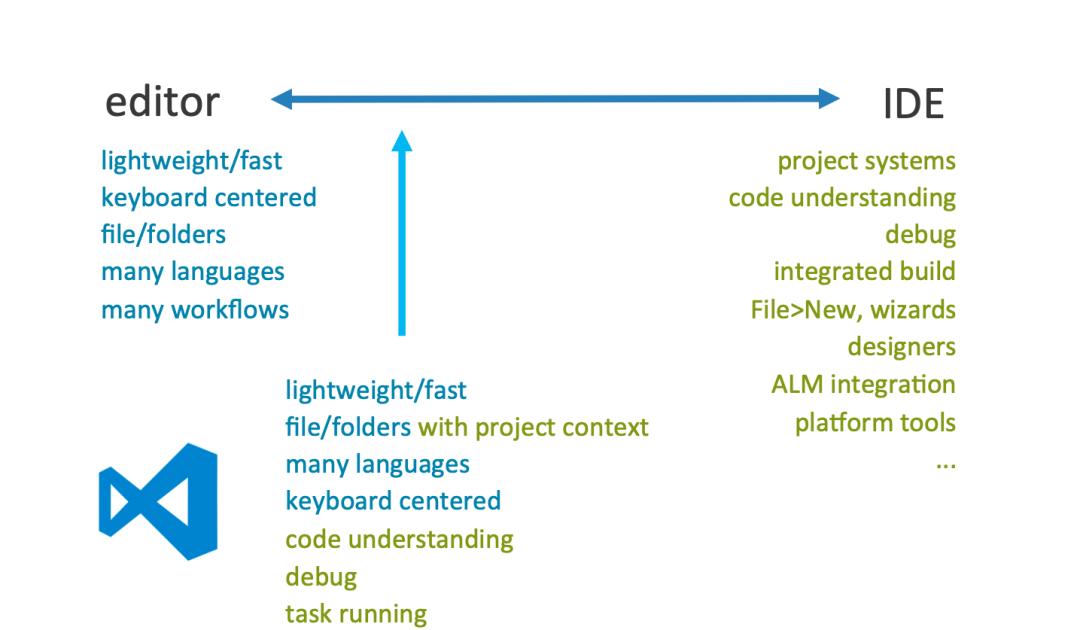 editor
IDE
lightweight/fast
keyboard centered
file/folders
many languages
many workflows
project systems
code understanding
debug
integrated build
File>New, wizards
designers
ALM integration
platform tools
...
lightweight/fast
file/folders with project context
many languages
keyboard centered
code understanding
debug
task running